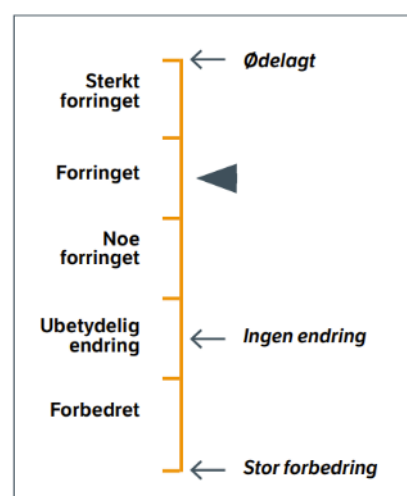 Ødelagt
Sterkt
forringet
Forringet
Noe
forringet
Ubetydelig
endring
Ingen endring
Forbedret
Stor forbedring